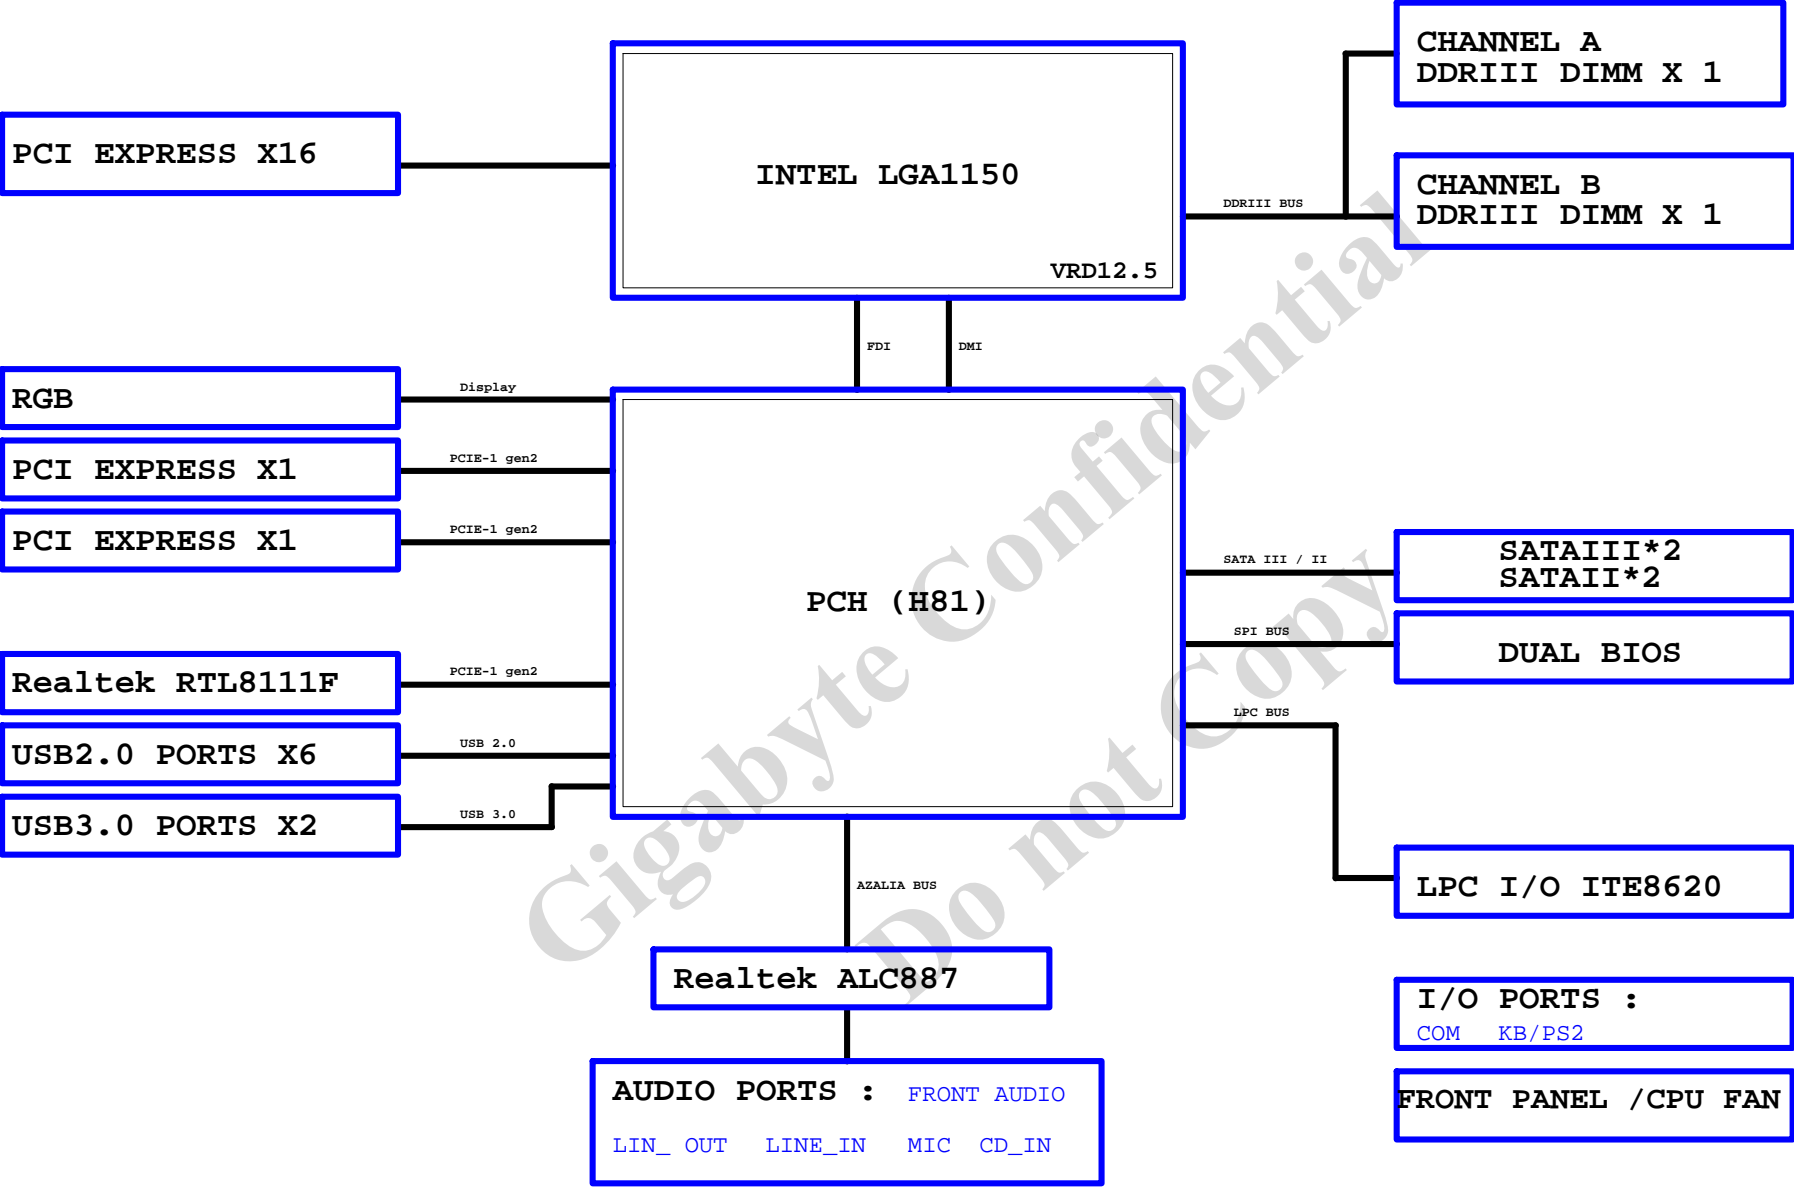 CHANNEL A
DDRIII DIMM X 1
PCI EXPRESS X16
INTEL LGA1150
VRD12.5
DDRIII BUS
CHANNEL B
DDRIII DIMM X 1
FDI
DMI
RGB
Display
PCI EXPRESS X1
PCIE-1 gen2
PCI EXPRESS X1
PCIE-1 gen2
PCH (H81)
SATA III / II
SATAIII*2
SATAII*2
SPI BUS
DUAL BIOS
Realtek RTL8111F
PCIE-1 gen2
LPC BUS
USB2.0 PORTS X6
USB 2.0
USB3.0 PORTS X2
USB 3.0
AZALIA BUS
LPC I/O ITE8620
Realtek ALC887
I/O PORTS :
COM KB/PS2
AUDIO PORTS : FRONT AUDIO
LIN_ OUT LINE_IN MIC CD_IN
FRONT PANEL /CPU FAN
Gigabyte Confidential
Do not Copy